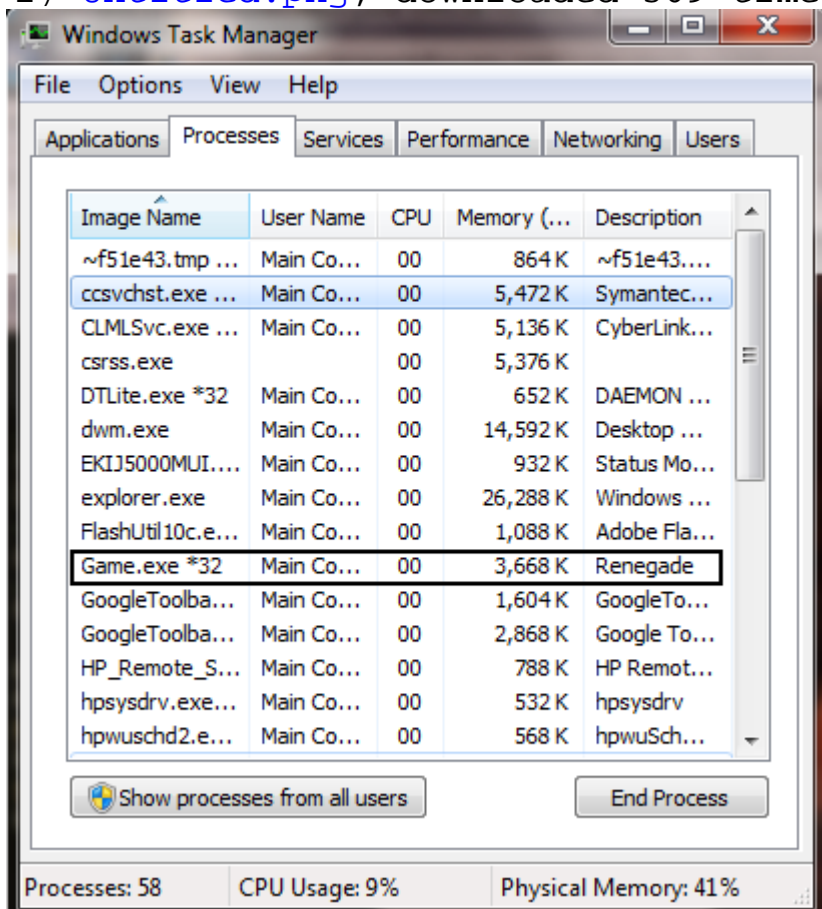 Windows Task Manager
File Options View Help
Applications Processes Services Performance Networking Users
Image Name User Name CPU Memory (... Description
~f51e43.tmp ... Main Co... 00 864 K ~f51e43....
ccsvchst.exe ... Main Co... 00 5,472 K Symantec...
CLMLSvc.exe ... Main Co... 00 5,136 K CyberLink...
csrss.exe 00 5,376 K
DTLite.exe *32 Main Co... 00 652 K DAEMON ...
dwm.exe Main Co... 00 14,592 K Desktop ...
EKIJ5000MUI.... Main Co... 00 932 K Status Mo...
explorer.exe Main Co... 00 26,288 K Windows ...
FlashUtil10c.e... Main Co... 00 1,088 K Adobe Fla...
Game.exe *32 Main Co... 00 3,668 K Renegade
GoogleToolba... Main Co... 00 1,604 K GoogleTo...
GoogleToolba... Main Co... 00 2,868 K Google To...
HP_Remote_S... Main Co... 00 788 K HP Remot...
hpsysdrv.exe... Main Co... 00 532 K hpsysdrv
hpwuschd2.e... Main Co... 00 568 K hpwuSch...
Show processes from all users End Process
Processes: 58 CPU Usage: 9% Physical Memory: 41%